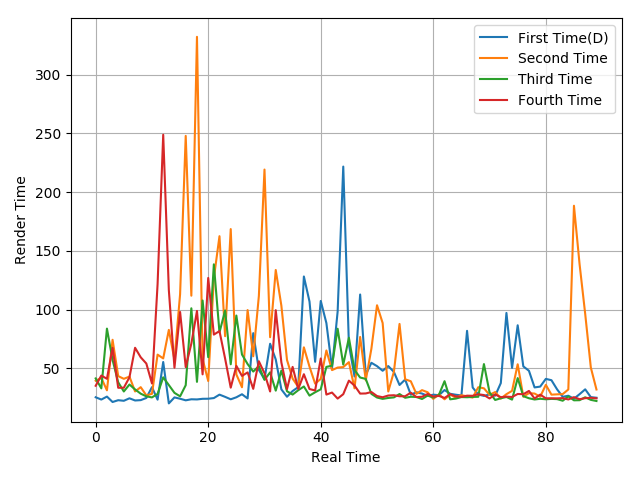 First Time(D)
Second Time
Third Time
Fourth Time
300
250
200
150
100
50
Render Time
0 20 40 60 80
Real Time